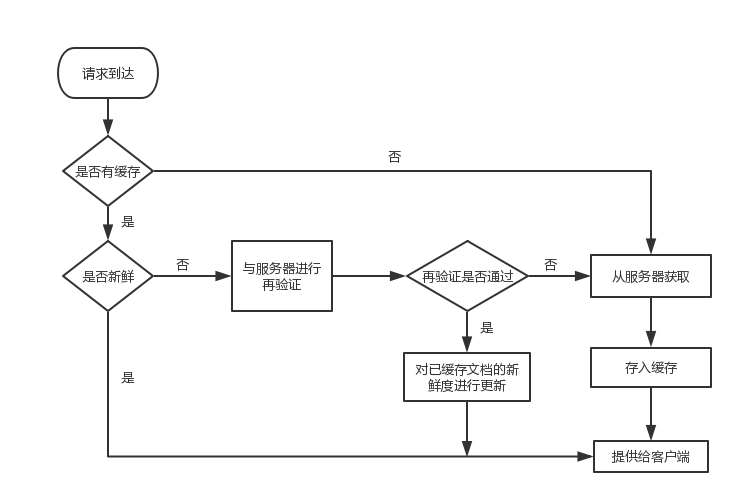 请求到达
否
是否有缓存
是
否
与服务器进行
再验证
再验证是否通过
否
从服务器获取
是否新鲜
是
对已缓存文档的新
鲜度进行更新
存入缓存
是
提供给客户端